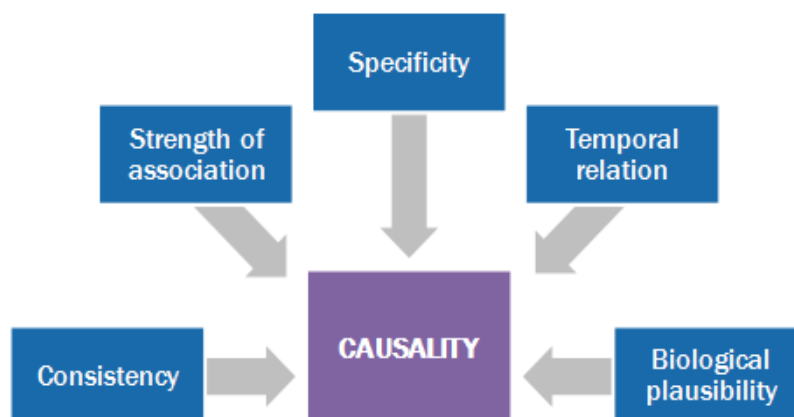 Specificity
Strength of
association
Temporal
relation
Consistency
CAUSALITY
Biological
plausibility